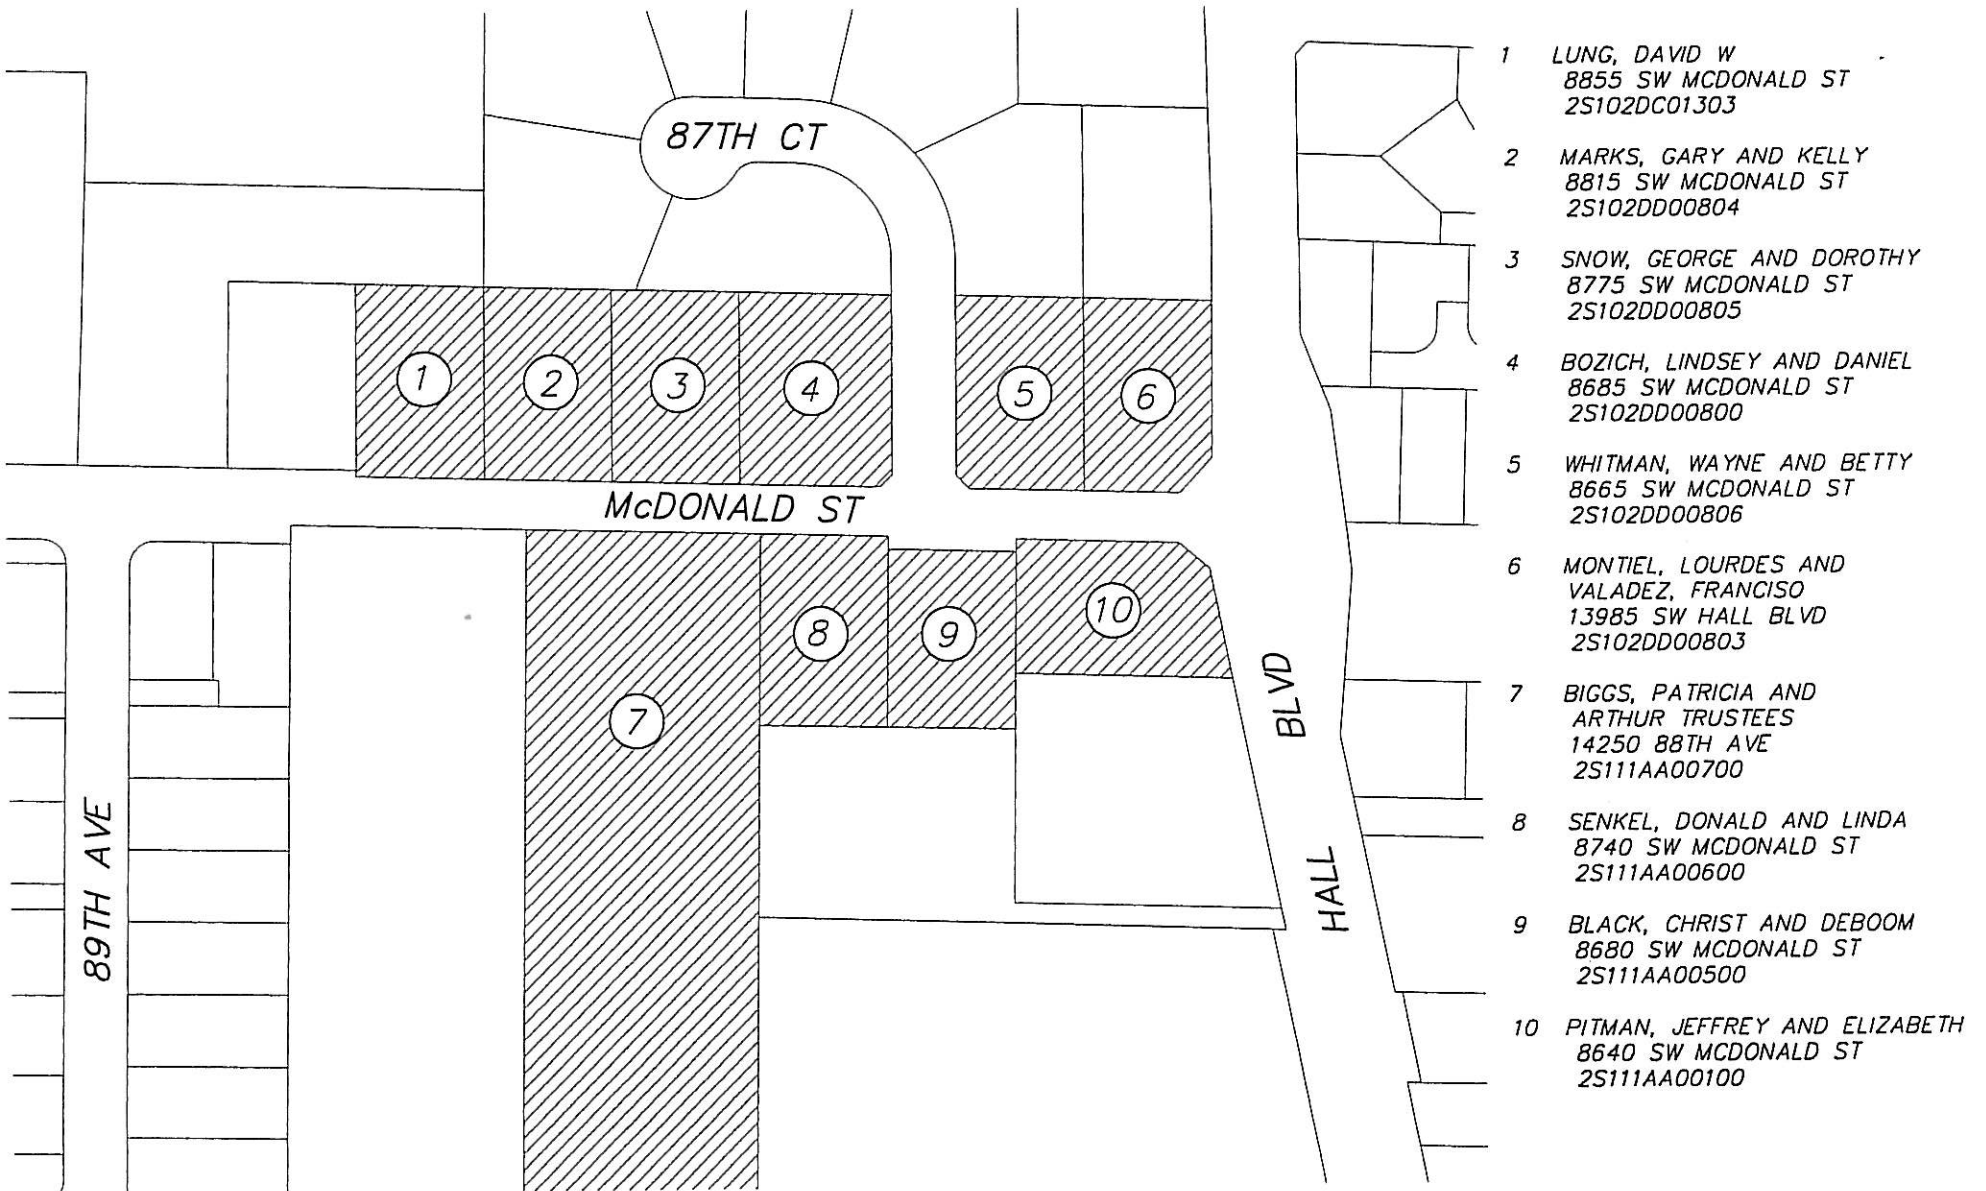 87TH CT
1
2
3
4
5
6
McDONALD ST
7
8
9
10
89TH AVE
HALL BLVD
1 LUNG, DAVID W
8855 SW MCDONALD ST
2S102DC01303
2 MARKS, GARY AND KELLY
8815 SW MCDONALD ST
2S102DD00804
3 SNOW, GEORGE AND DOROTHY
8775 SW MCDONALD ST
2S102DD00805
4 BOZICH, LINDSEY AND DANIEL
8685 SW MCDONALD ST
2S102DD00800
5 WHITMAN, WAYNE AND BETTY
8665 SW MCDONALD ST
2S102DD00806
6 MONTIEL, LOURDES AND
VALADEZ, FRANCISO
13985 SW HALL BLVD
2S102DD00803
7 BIGGS, PATRICIA AND
ARTHUR TRUSTEES
14250 88TH AVE
2S111AA00700
8 SENKEL, DONALD AND LINDA
8740 SW MCDONALD ST
2S111AA00600
9 BLACK, CHRIST AND DEBOOM
8680 SW MCDONALD ST
2S111AA00500
10 PITMAN, JEFFREY AND ELIZABETH
8640 SW MCDONALD ST
2S111AA00100